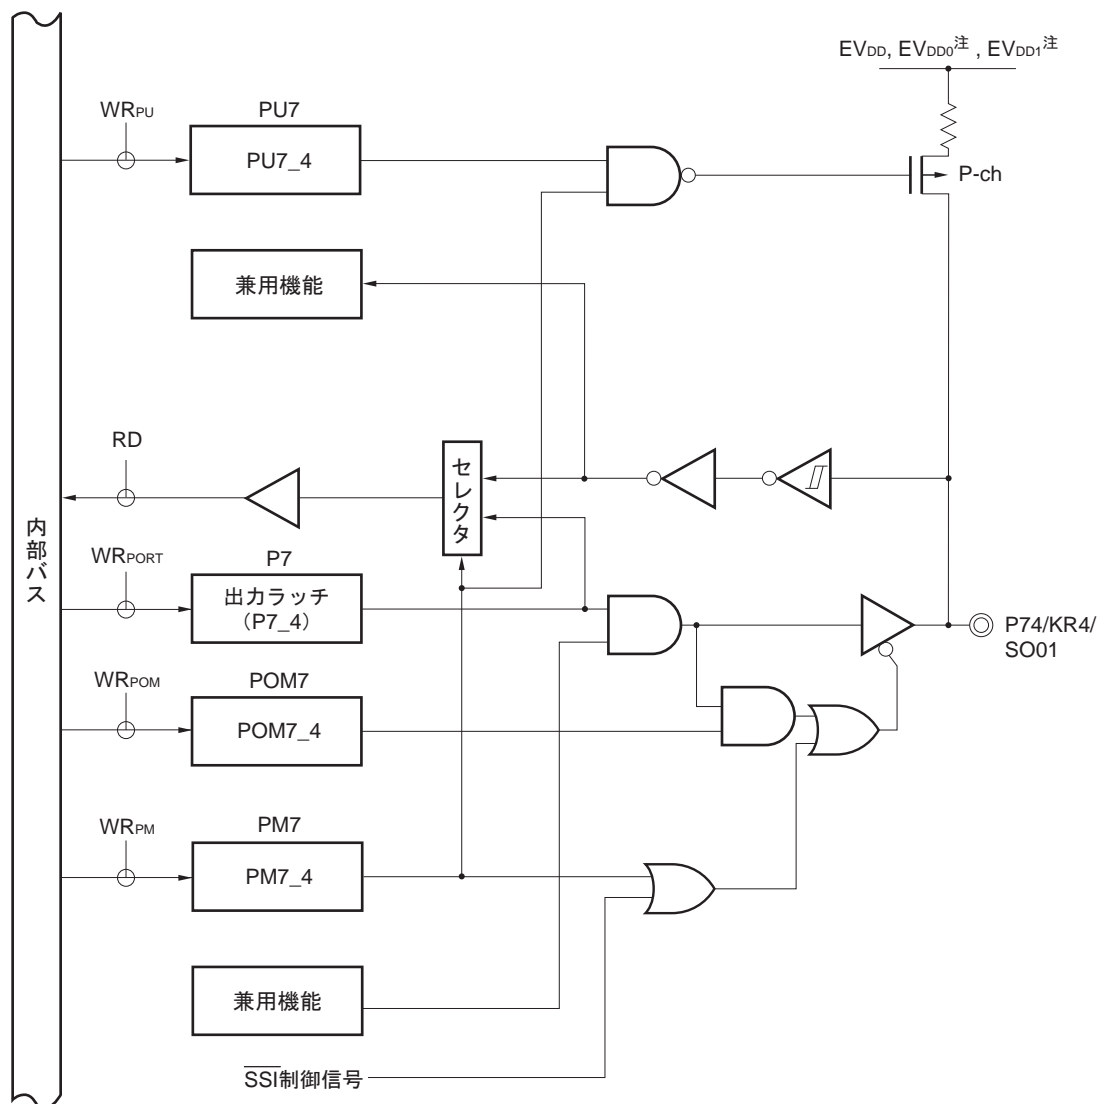 EVDD, EVDD0注 , EVDD1注
WRPU
PU7
PU7_4
P-ch
兼用機能
RD
セレクタ
内部バス
WRPORT
P7
出力ラッチ
（P7_4）
P74/KR4/
SO01
WRPOM
POM7
POM7_4
WRPM
PM7
PM7_4
兼用機能
SSI制御信号